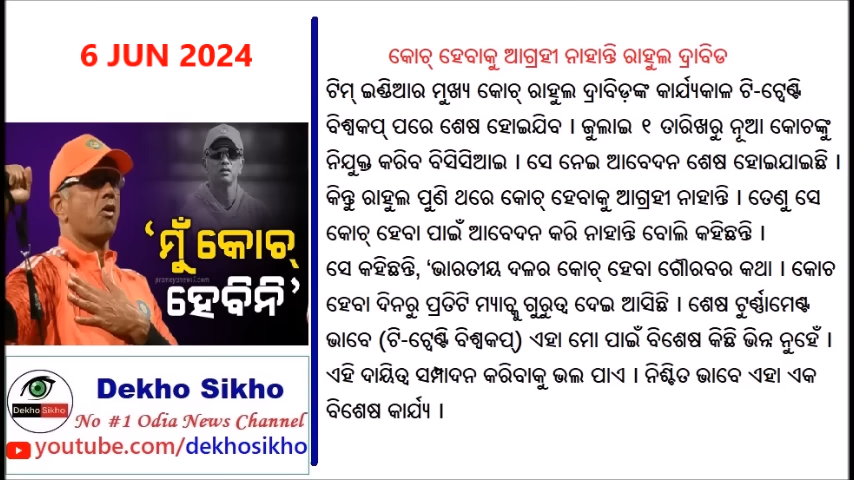 6 JUN 2024
‘ମୁଁ କୋଚ୍
ହେବିନି’
Dekho Sikho
Dekho Sikho
No #1 Odia News Channel
youtube.com/dekhosikho
କୋଚ୍ ହେବାକୁ ଆଗ୍ରହୀ ନାହାନ୍ତି ରାହୁଲ ଦ୍ରାବିଡ
ଟିମ୍ ଇଣ୍ଡିଆର ମୁଖ୍ୟ କୋଚ୍ ରାହୁଲ ଦ୍ରାବିଡ଼ଙ୍କ କାର୍ଯ୍ୟକାଳ ଟି-ଟ୍ୱେଣ୍ଟି
ବିଶ୍ୱକପ୍ ପରେ ଶେଷ ହୋଇଯିବ । ଜୁଲାଇ ୧ ତାରିଖରୁ ନୂଆ କୋଚଙ୍କୁ
ନିଯୁକ୍ତ କରିବ ବିସିସିଆଇ । ସେ ନେଇ ଆବେଦନ ଶେଷ ହୋଇଯାଇଛି ।
କିନ୍ତୁ ରାହୁଲ ପୁଣି ଥରେ କୋଚ୍ ହେବାକୁ ଆଗ୍ରହୀ ନାହାନ୍ତି । ତେଣୁ ସେ
କୋଚ୍ ହେବା ପାଇଁ ଆବେଦନ କରି ନାହାନ୍ତି ବୋଲି କହିଛନ୍ତି ।
ସେ କହିଛନ୍ତି, ‘ଭାରତୀୟ ଦଳର କୋଚ୍ ହେବା ଗୌରବର କଥା । କୋଚ
ହେବା ଦିନରୁ ପ୍ରତିଟି ମ୍ୟାଚ୍କୁ ଗୁରୁତ୍ୱ ଦେଇ ଆସିଛି । ଶେଷ ଟୁର୍ଣ୍ଣାମେଣ୍ଟ
ଭାବେ (ଟି-ଟ୍ୱେଣ୍ଟି ବିଶ୍ୱକପ୍) ଏହା ମୋ ପାଇଁ ବିଶେଷ କିଛି ଭିନ୍ନ ନୁହେଁ ।
ଏହି ଦାୟିତ୍ୱ ସମ୍ପାଦନ କରିବାକୁ ଭଲ ପାଏ । ନିଶ୍ଚିତ ଭାବେ ଏହା ଏକ
ବିଶେଷ କାର୍ଯ୍ୟ ।